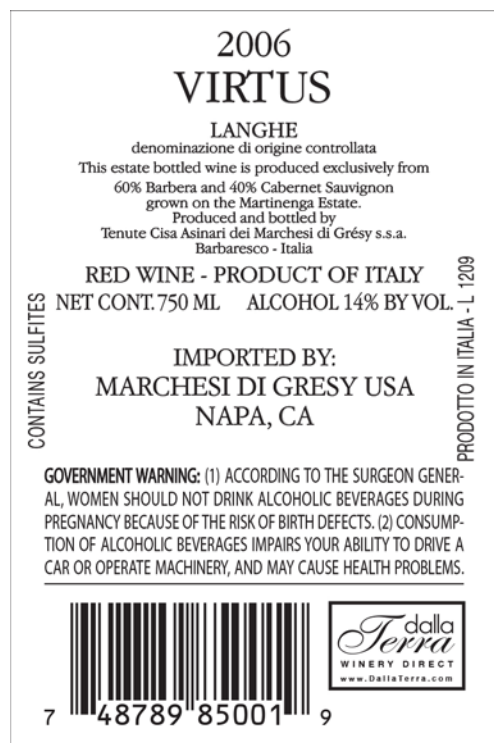 2006
VIRTUS
LANGHE
denominazione di origine controllata
This estate bottled wine is produced exclusively from
60% Barbera and 40% Cabernet Sauvignon
grown on the Martinenga Estate.
Produced and bottled by
Tenute Cisa Asinari dei Marchesi di Grésy s.s.a.
Barbaresco - Italia
RED WINE - PRODUCT OF ITALY
NET CONT. 750 ML ALCOHOL 14% BY VOL.
CONTAINS SULFITES
PRODOTTO IN ITALIA - L 1209
IMPORTED BY:
MARCHESI DI GRESY USA
NAPA, CA
GOVERNMENT WARNING: (1) ACCORDING TO THE SURGEON GENER-
AL, WOMEN SHOULD NOT DRINK ALCOHOLIC BEVERAGES DURING
PREGNANCY BECAUSE OF THE RISK OF BIRTH DEFECTS. (2) CONSUMP-
TION OF ALCOHOLIC BEVERAGES IMPAIRS YOUR ABILITY TO DRIVE A
CAR OR OPERATE MACHINERY, AND MAY CAUSE HEALTH PROBLEMS.
7 48789 85001 9
dalla
Terra
WINERY DIRECT
www.DallaTerra.com